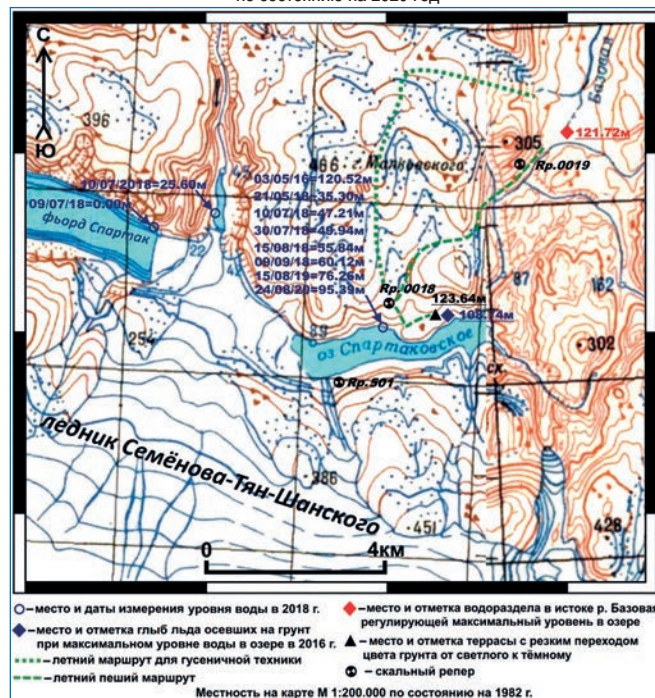 по состоянию на 2020 год
С
Ю
396
305
Базовая
121.72м
Rp.0019
466
г. Малковского
03/05/16=120.52м
21/05/18=35.30м
10/07/18=47.21м
30/07/18=49.94м
15/08/18=55.84м
09/09/18=60.12м
15/08/19=76.26м
24/08/20=95.39м
10/07/2018=25.60м
09/07/18=0.00м
45
фьорд Спартак
22
87
162
Rp.0018
123.64м
108.74м
254
89
оз Спартаковское
302
ск.
Rp.501
ледник Семёнова-Тян-Шанского
386
451
428
0
4км
–место и даты измерения уровня воды в 2018 г.
–место и отметка водораздела в истоке р. Базовая
регулирующей максимальный уровень в озере
–место и отметка глыб льда осевших на грунт
при максимальном уровне воды в озере в 2016 г.
– место и отметка террасы с резким переходом
цвета грунта от светлого к тёмному
–летний маршрут для гусеничной техники
– скальный репер
–летний пеший маршрут
Местность на карте М 1:200.000 по состоянию на 1982 г.